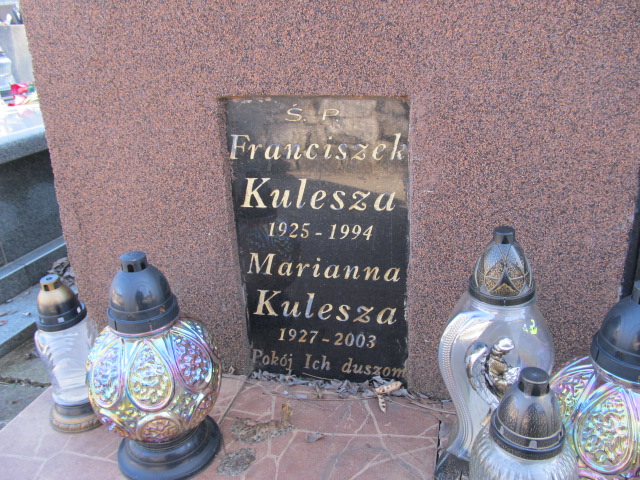 Ś. P.
Franciszek
Kulesza
1925 - 1994
Marianna
Kulesza
1927 - 2003
Pokój Ich duszom